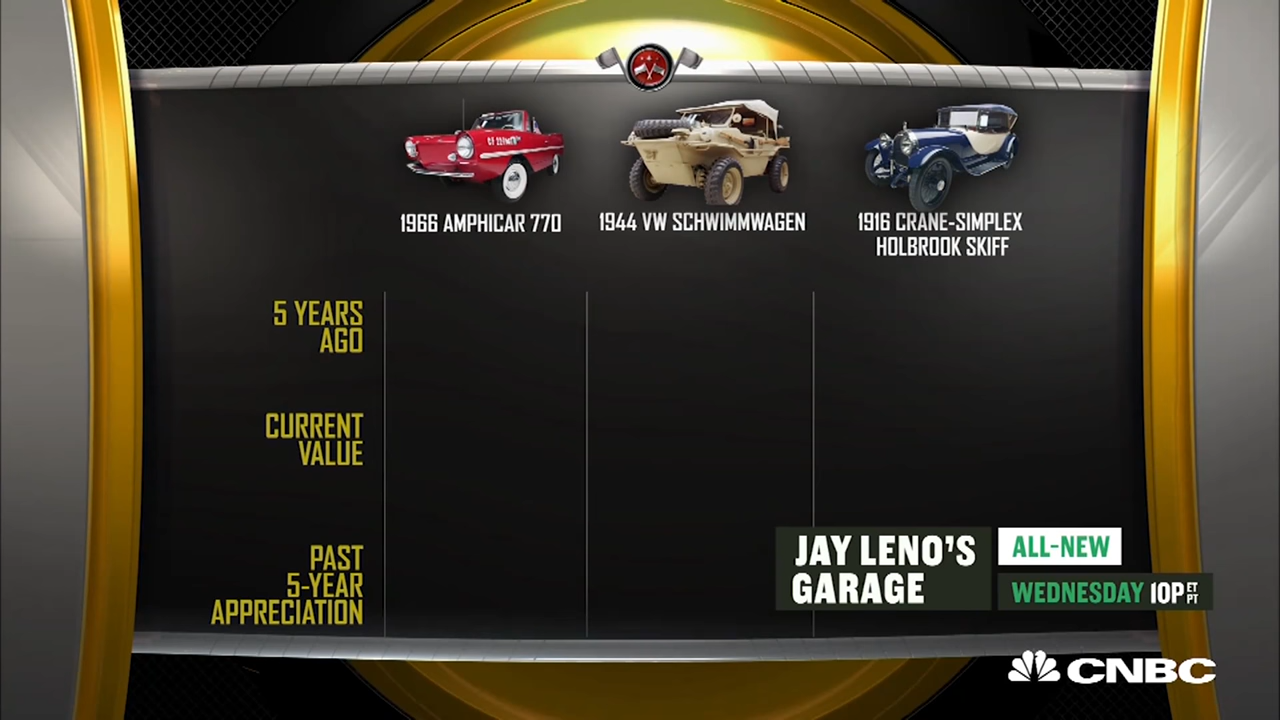 1966 AMPHICAR 770
1944 VW SCHWIMMWAGEN
1916 CRANE-SIMPLEX
HOLBROOK SKIFF
5 YEARS
AGO
CURRENT
VALUE
PAST
5-YEAR
APPRECIATION
JAY LENO'S
GARAGE
ALL-NEW
WEDNESDAY 10P ET PT
CNBC